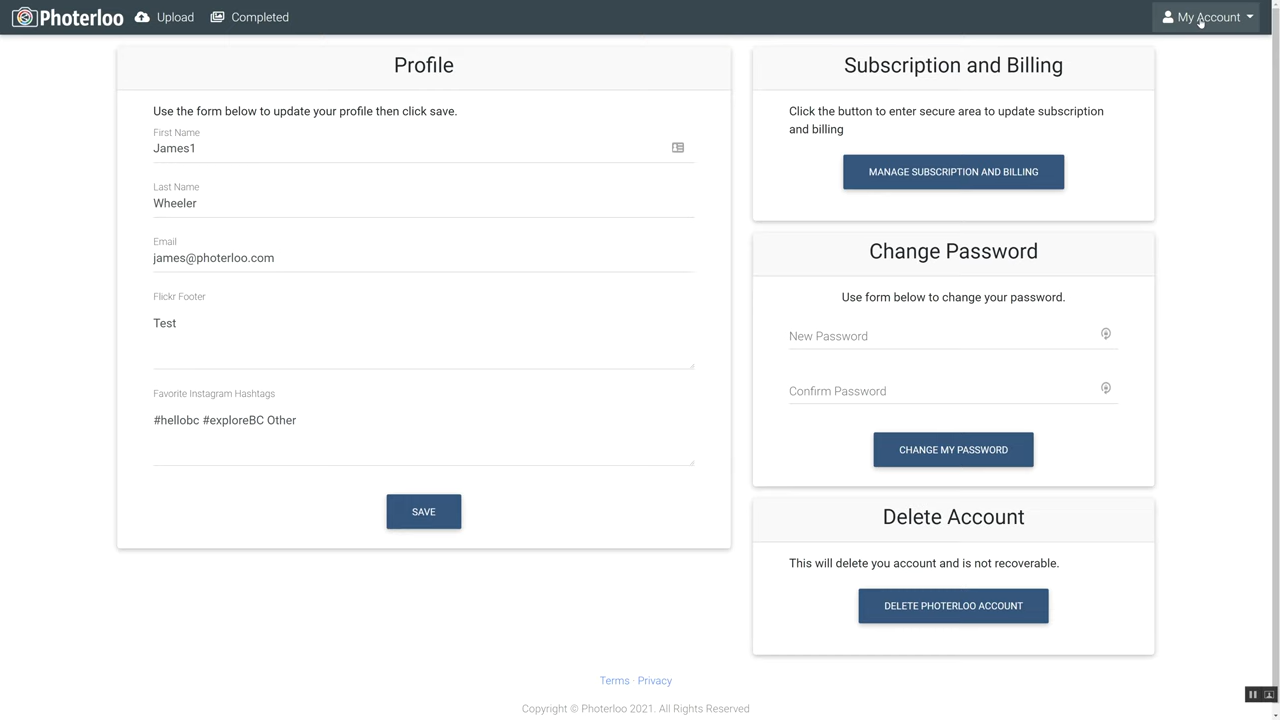 Photerloo Upload Completed My Account
Profile
Use the form below to update your profile then click save.
First Name
James1
Last Name
Wheeler
Email
james@photerloo.com
Flickr Footer
Test
Favorite Instagram Hashtags
#hellobc #exploreBC Other
SAVE
Subscription and Billing
Click the button to enter secure area to update subscription
and billing
MANAGE SUBSCRIPTION AND BILLING
Change Password
Use form below to change your password.
New Password
Confirm Password
CHANGE MY PASSWORD
Delete Account
This will delete you account and is not recoverable.
DELETE PHOTERLOO ACCOUNT
Terms · Privacy
Copyright © Photerloo 2021. All Rights Reserved